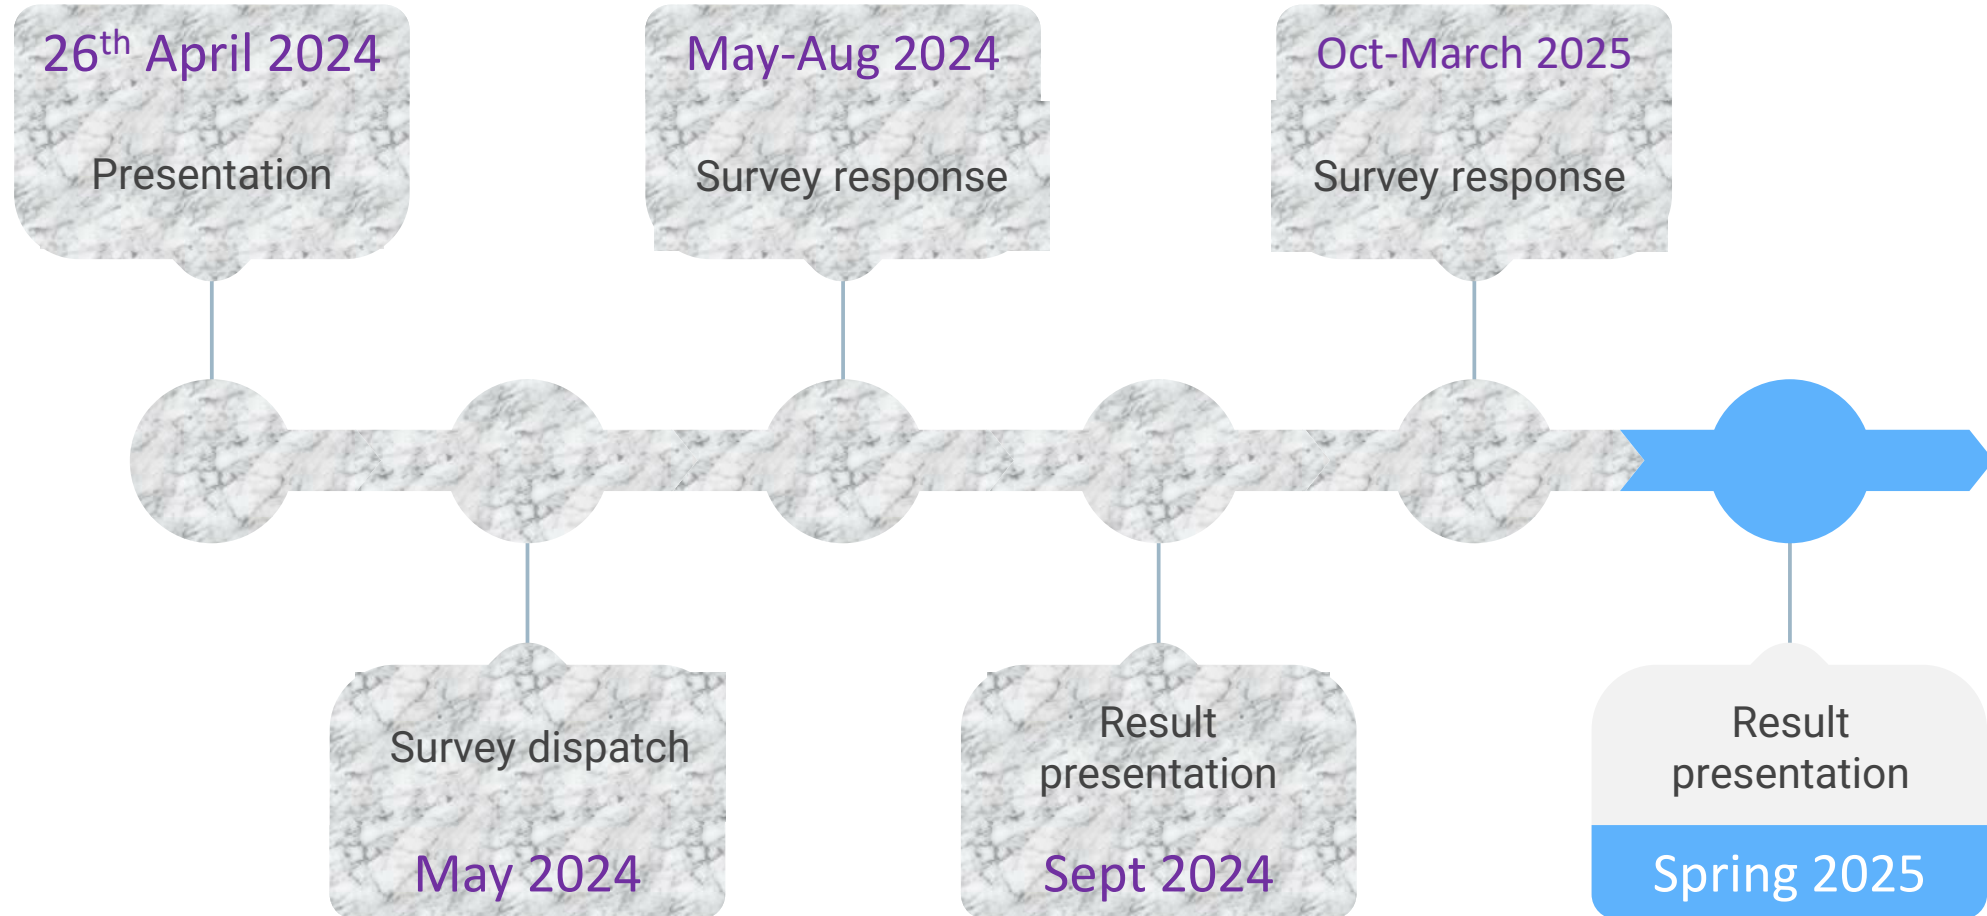 26th April 2024
Presentation
May-Aug 2024
Survey response
Oct-March 2025
Survey response
Survey dispatch
May 2024
Result
presentation
Sept 2024
Result
presentation
Spring 2025